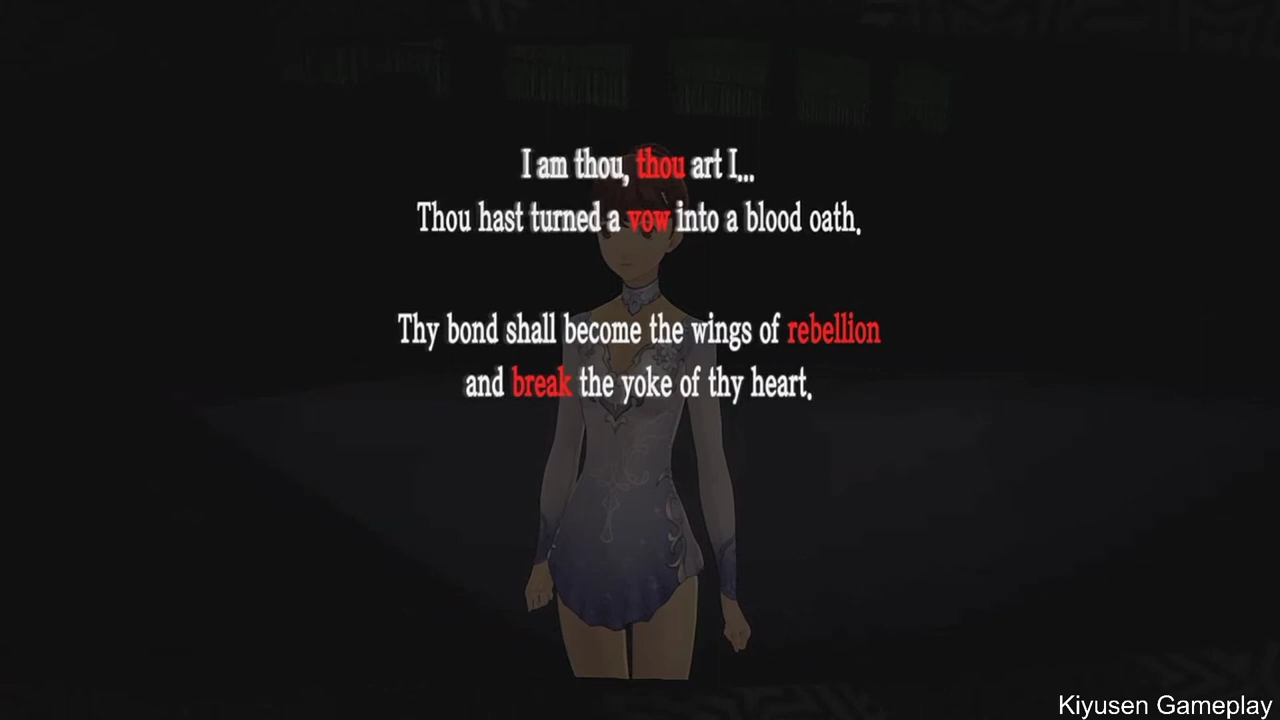 I am thou, thou art I...
Thou hast turned a vow into a blood oath.
Thy bond shall become the wings of rebellion
and break the yoke of thy heart.
Kiyusen Gameplay